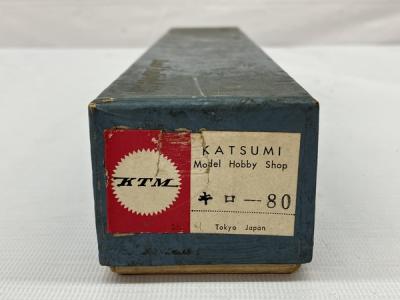 KATSUMI
Model Hobby Shop
KTM
キロ-80
Tokyo Japan